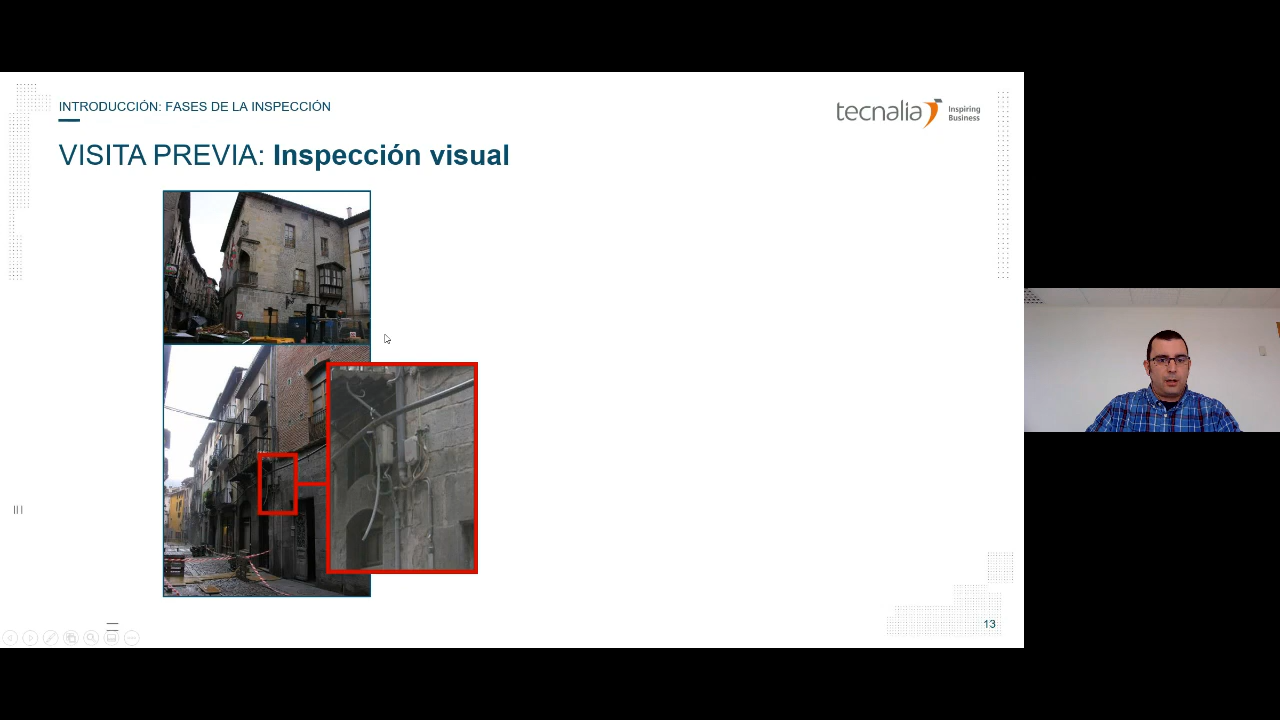 INTRODUCCIÓN: FASES DE LA INSPECCIÓN
tecnalia Inspiring Business
VISITA PREVIA: Inspección visual
13